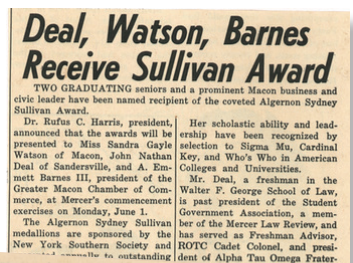 Deal, Watson, Barnes
Receive Sullivan Award
TWO GRADUATING seniors and a prominent Macon business and
civic leader have been named recipient of the coveted Algernon Sydney
Sullivan Award.
Dr. Rufus C. Harris, president,
announced that the awards will be
presented to Miss Sandra Gayle
Watson of Macon, John Nathan
Deal of Sandersville, and A. Em-
mett Barnes III, president of the
Greater Macon Chamber of Com-
merce, at Mercer's commencement
exercises on Monday, June 1.
The Algernon Sydney Sullivan
medallions are sponsored by the
New York Southern Society and
annually to outstanding
Her scholastic ability and lead-
ership have been recognized by
selection to Sigma Mu, Cardinal
Key, and Who's Who in American
Colleges and Universities.
Mr. Deal, a freshman in the
Walter F. George School of Law,
is past president of the Student
Government Association, a mem-
ber of the Mercer Law Review, and
has served as Freshman Advisor,
ROTC Cadet Colonel, and presi-
dent of Alpha Tau Omega Frater-